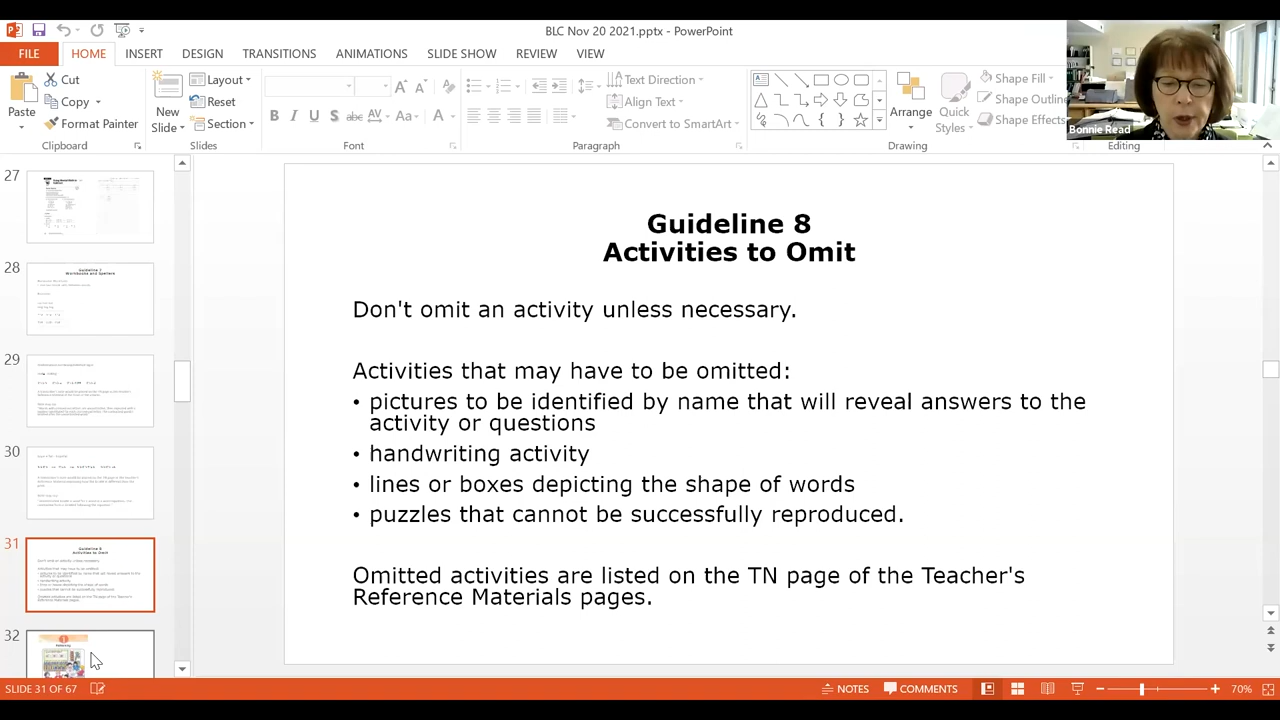 BLC Nov 20 2021.pptx - PowerPoint
FILE HOME INSERT DESIGN TRANSITIONS ANIMATIONS SLIDE SHOW REVIEW VIEW
Paste
Cut
Copy
Format Painter
Clipboard
New
Slide
Layout
Reset
Section
Slides
B I U S abc AV Aa A
Font
Text Direction
Align Text
Convert to SmartArt
Paragraph
Arrange
Quick
Styles
Shape Fill
Shape Outline
Shape Effects
Drawing
Editing
Bonnie Read
27
28
29
30
31
32
Guideline 8
Activities to Omit
Don't omit an activity unless necessary.
Activities that may have to be omitted:
• pictures to be identified by name that will reveal answers to the
activity or questions
• handwriting activity
• lines or boxes depicting the shape of words
• puzzles that cannot be successfully reproduced.
Omitted activities are listed on the TN page of the Teacher's
Reference Materials pages.
SLIDE 31 OF 67
NOTES COMMENTS 70%